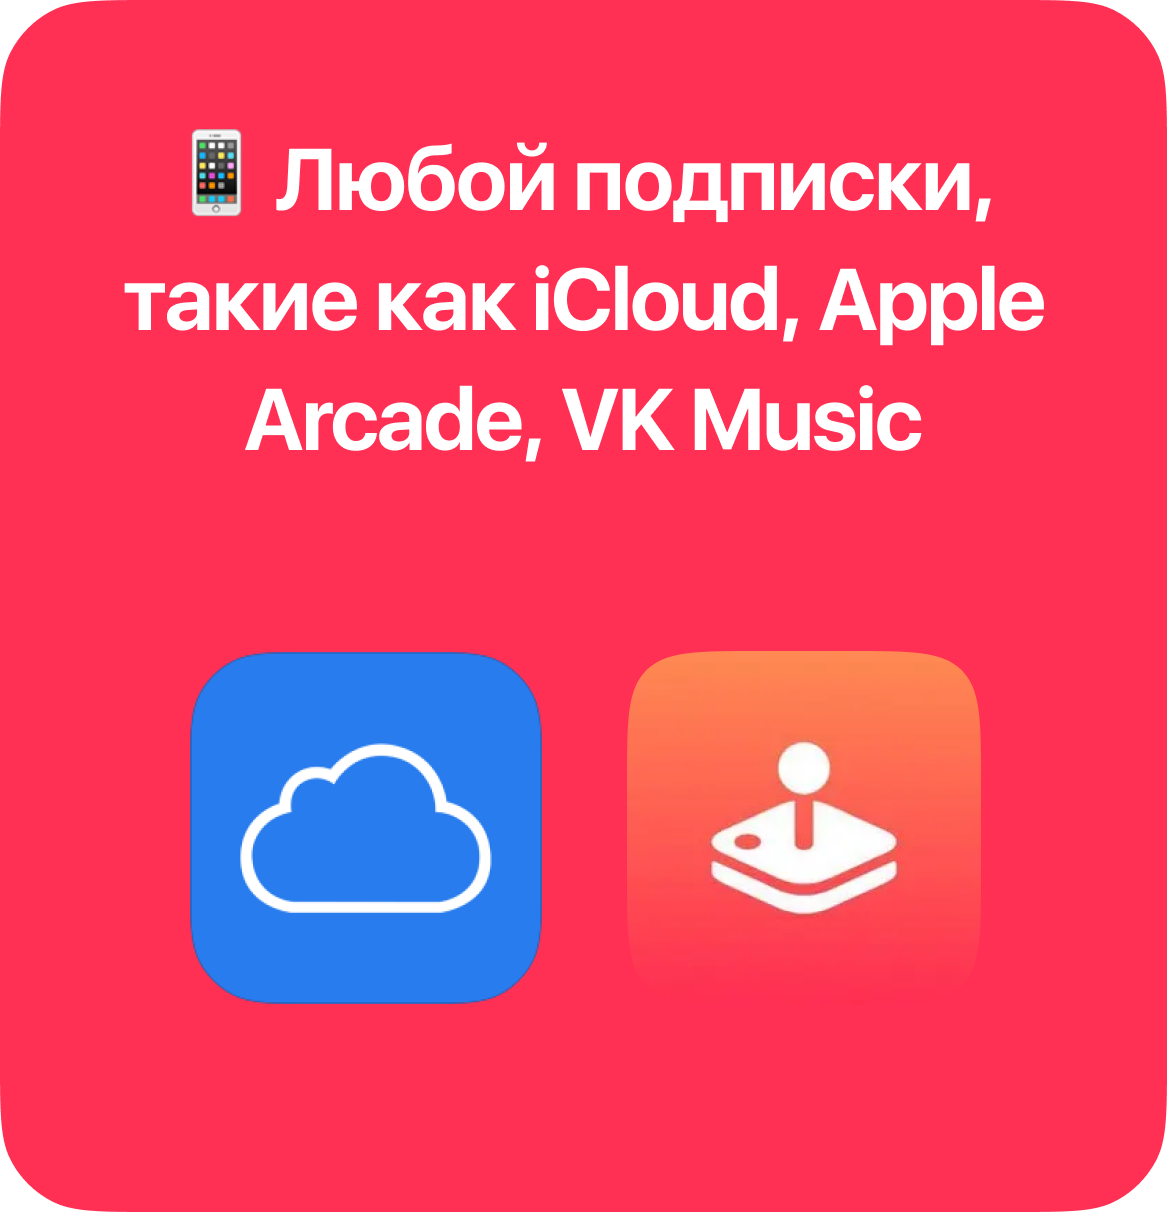 📱 Любой подписки,
такие как iCloud, Apple
Arcade, VK Music